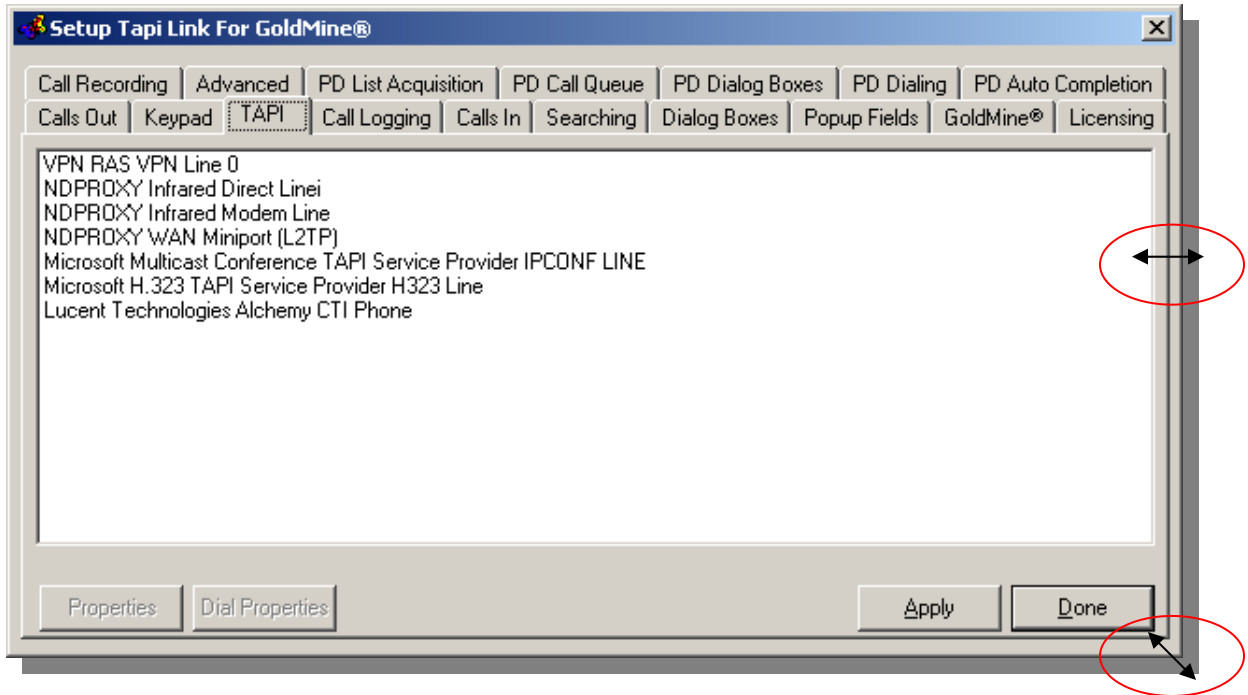 Setup Tapi Link For GoldMine®
Call Recording Advanced PD List Acquisition PD Call Queue PD Dialog Boxes PD Dialing PD Auto Completion
Calls Out Keypad TAPI Call Logging Calls In Searching Dialog Boxes Popup Fields GoldMine® Licensing
VPN RAS VPN Line 0
NDPROXY Infrared Direct Linei
NDPROXY Infrared Modem Line
NDPROXY WAN Miniport (L2TP)
Microsoft Multicast Conference TAPI Service Provider IPCONF LINE
Microsoft H.323 TAPI Service Provider H323 Line
Lucent Technologies Alchemy CTI Phone
Properties Dial Properties Apply Done